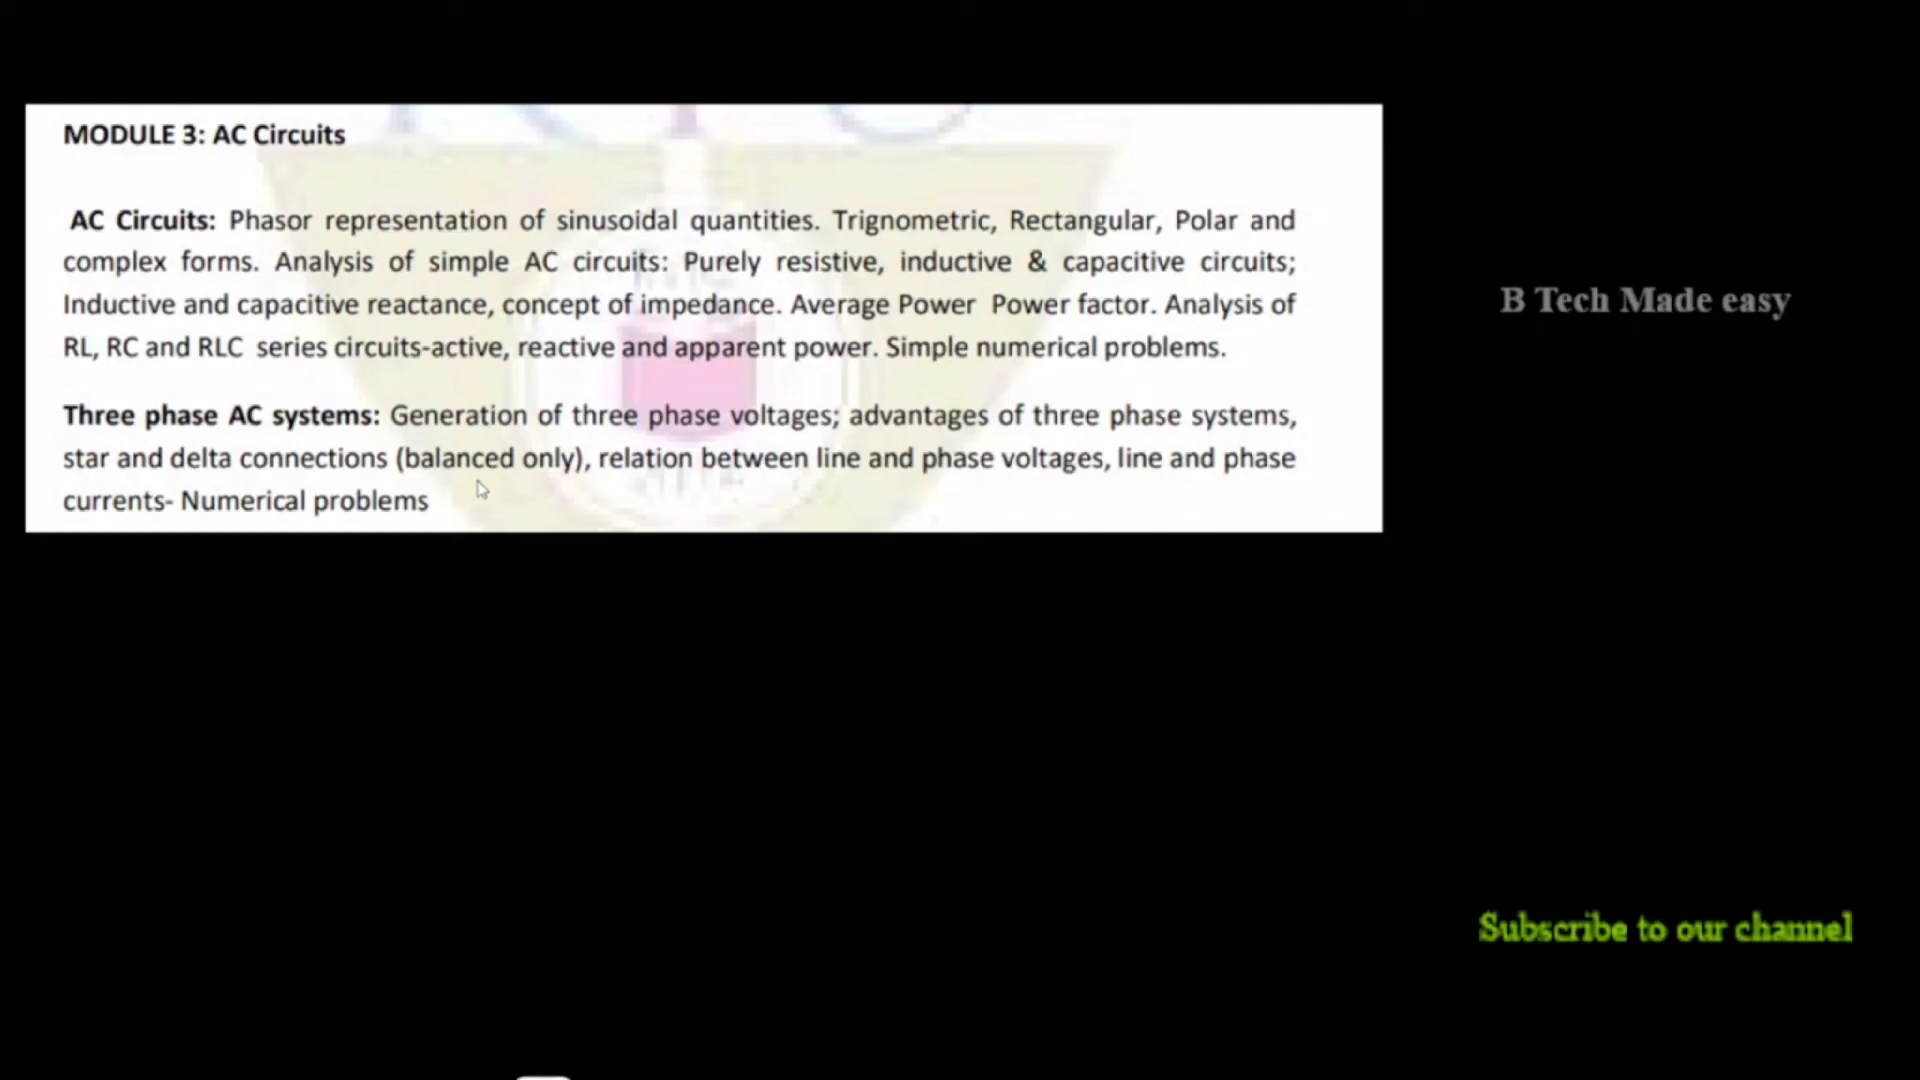 MODULE 3: AC Circuits
AC Circuits: Phasor representation of sinusoidal quantities. Trignometric, Rectangular, Polar and
complex forms. Analysis of simple AC circuits: Purely resistive, inductive & capacitive circuits;
Inductive and capacitive reactance, concept of impedance. Average Power Power factor. Analysis of
RL, RC and RLC series circuits-active, reactive and apparent power. Simple numerical problems.
Three phase AC systems: Generation of three phase voltages; advantages of three phase systems,
star and delta connections (balanced only), relation between line and phase voltages, line and phase
currents- Numerical problems
B Tech Made easy
Subscribe to our channel